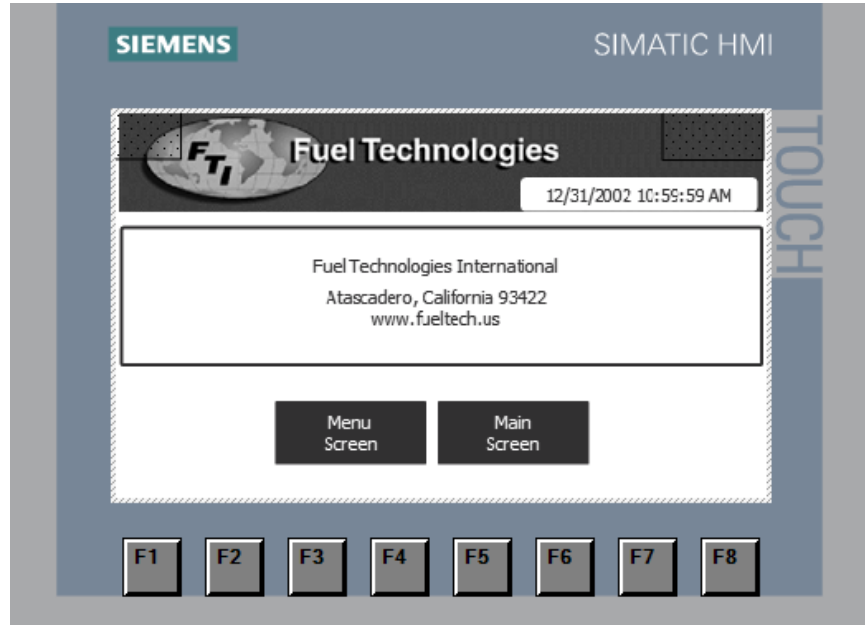 SIEMENS
SIMATIC HMI
TOUCH
FTI
Fuel Technologies
12/31/2002 10:59:59 AM
Fuel Technologies International
Atascadero, California 93422
www.fueltech.us
Menu
Screen
Main
Screen
F1 F2 F3 F4 F5 F6 F7 F8